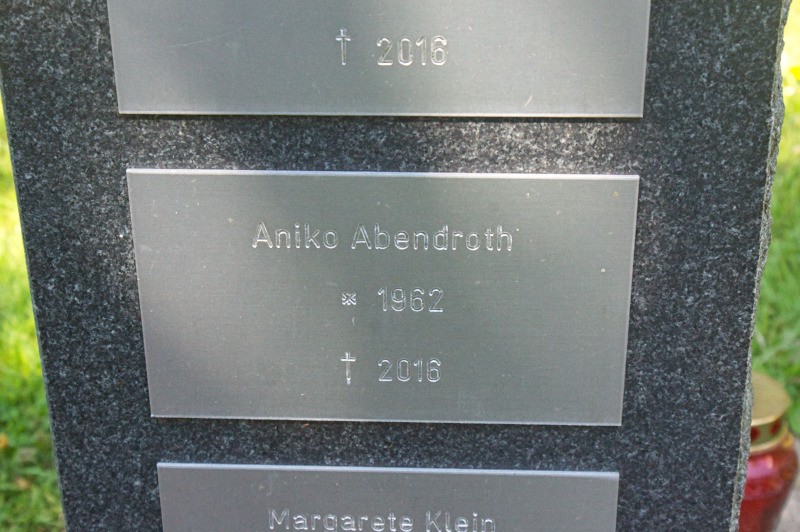 † 2016
Aniko Abendroth
* 1962
† 2016
Margarete Klein